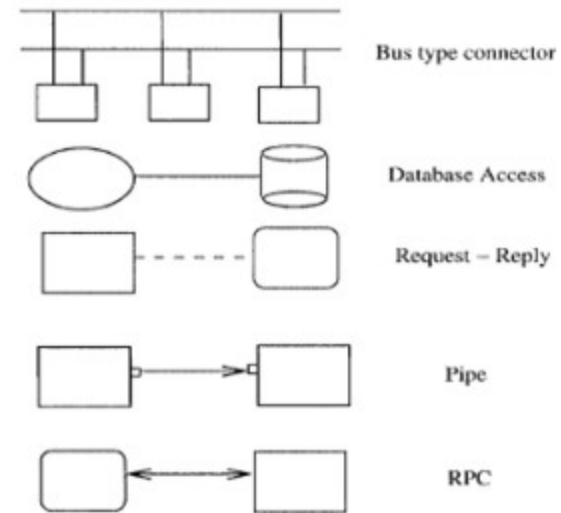 Bus type connector
Database Access
Request – Reply
Pipe
RPC